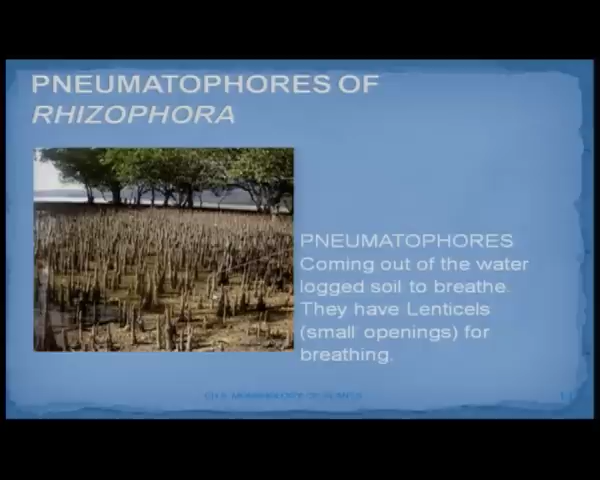 PNEUMATOPHORES OF
RHIZOPHORA
PNEUMATOPHORES
Coming out of the water
logged soil to breathe.
They have Lenticels
(small openings) for
breathing.